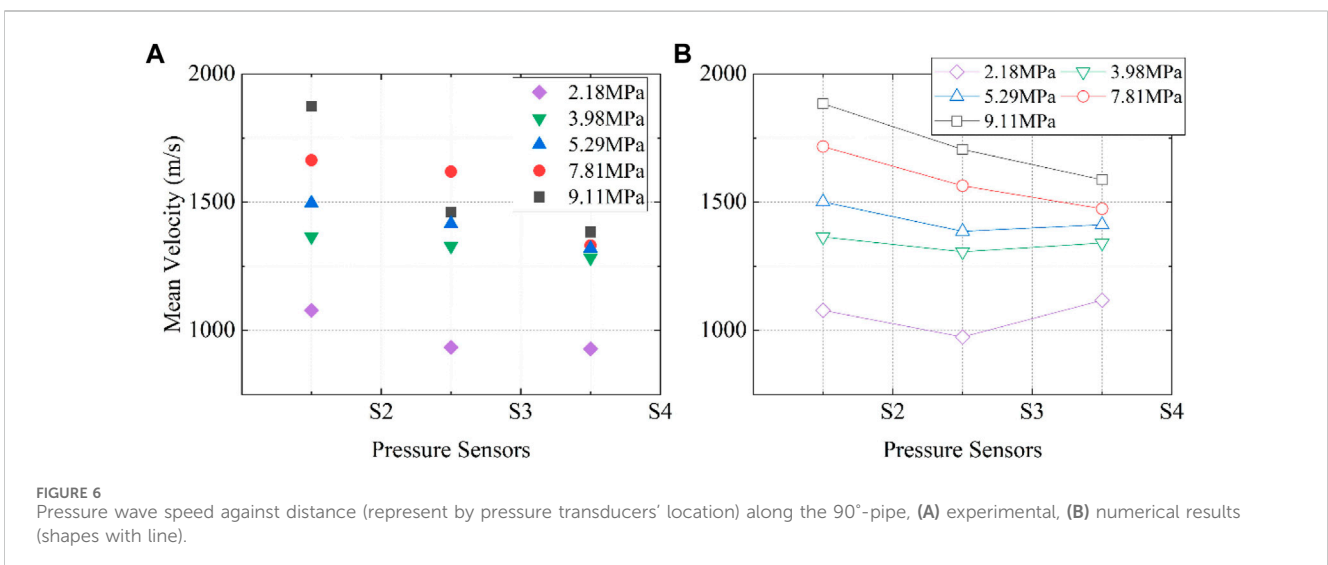 A
2000
1500
1000
Mean Velocity (m/s)
2.18MPa
3.98MPa
5.29MPa
7.81MPa
9.11MPa
S2 S3 S4
Pressure Sensors
B
2000
1500
1000
2.18MPa 3.98MPa
5.29MPa 7.81MPa
9.11MPa
S2 S3 S4
Pressure Sensors
FIGURE 6
Pressure wave speed against distance (represent by pressure transducers’ location) along the 90°-pipe, (A) experimental, (B) numerical results
(shapes with line).